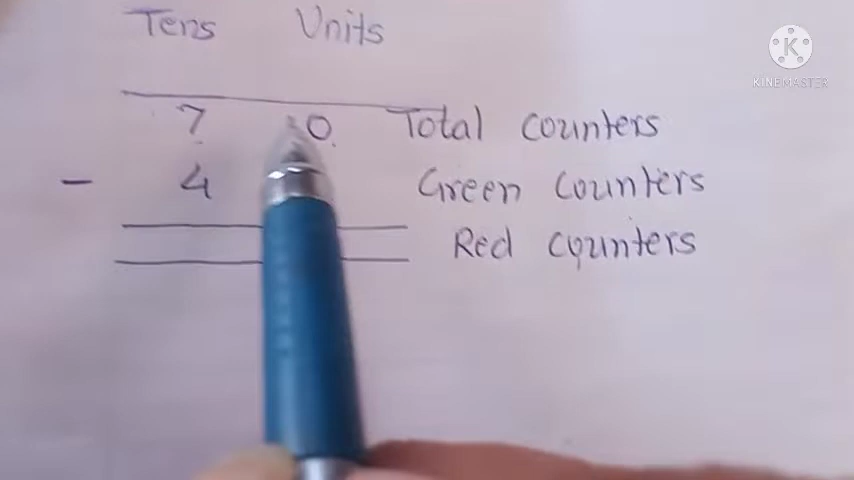 Tens Units
7 0 Total counters
- 4 Green counters
Red counters
K
KINEMASTER